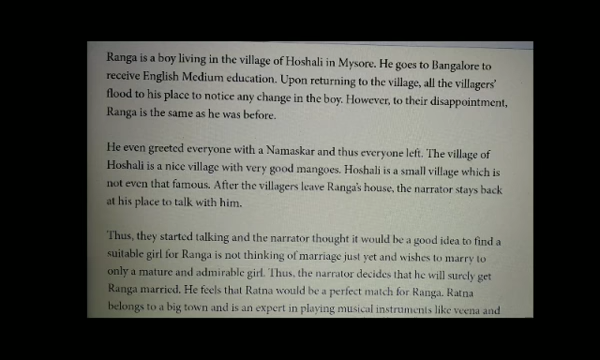 Ranga is a boy living in the village of Hoshali in Mysore. He goes to Bangalore to
receive English Medium education. Upon returning to the village, all the villagers'
flood to his place to notice any change in the boy. However, to their disappointment,
Ranga is the same as he was before.
He even greeted everyone with a Namaskar and thus everyone left. The village of
Hoshali is a nice village with very good mangoes. Hoshali is a small village which is
not even that famous. After the villagers leave Ranga's house, the narrator stays back
at his place to talk with him.
Thus, they started talking and the narrator thought it would be a good idea to find a
suitable girl for Ranga is not thinking of marriage just yet and wishes to marry to
only a mature and admirable girl. Thus, the narrator decides that he will surely get
Ranga married. He feels that Ratna would be a perfect match for Ranga. Ratna
belongs to a big town and is an expert in playing musical instruments like veena and